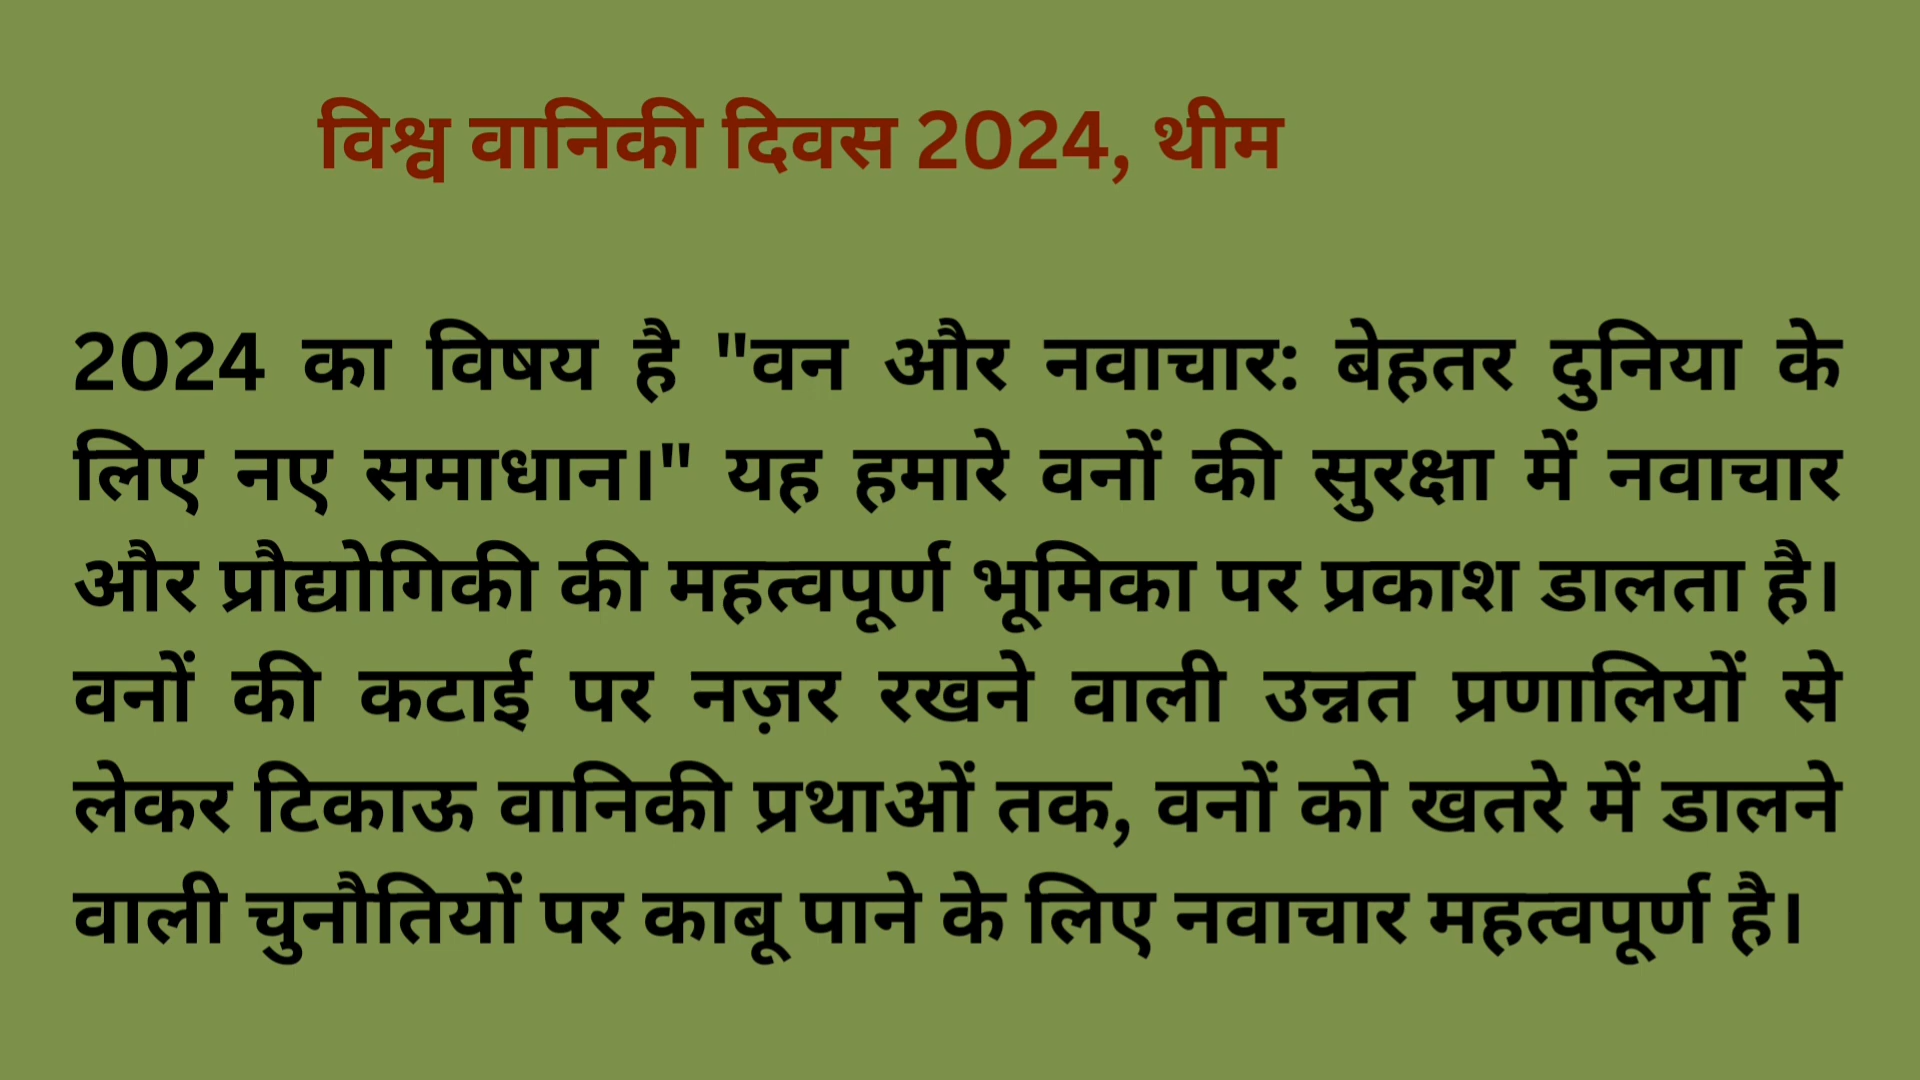 विश्व वानिकी दिवस 2024, थीम
2024 का विषय है "वन और नवाचार: बेहतर दुनिया के
लिए नए समाधान।" यह हमारे वनों की सुरक्षा में नवाचार
और प्रौद्योगिकी की महत्वपूर्ण भूमिका पर प्रकाश डालता है।
वनों की कटाई पर नज़र रखने वाली उन्नत प्रणालियों से
लेकर टिकाऊ वानिकी प्रथाओं तक, वनों को खतरे में डालने
वाली चुनौतियों पर काबू पाने के लिए नवाचार महत्वपूर्ण है।